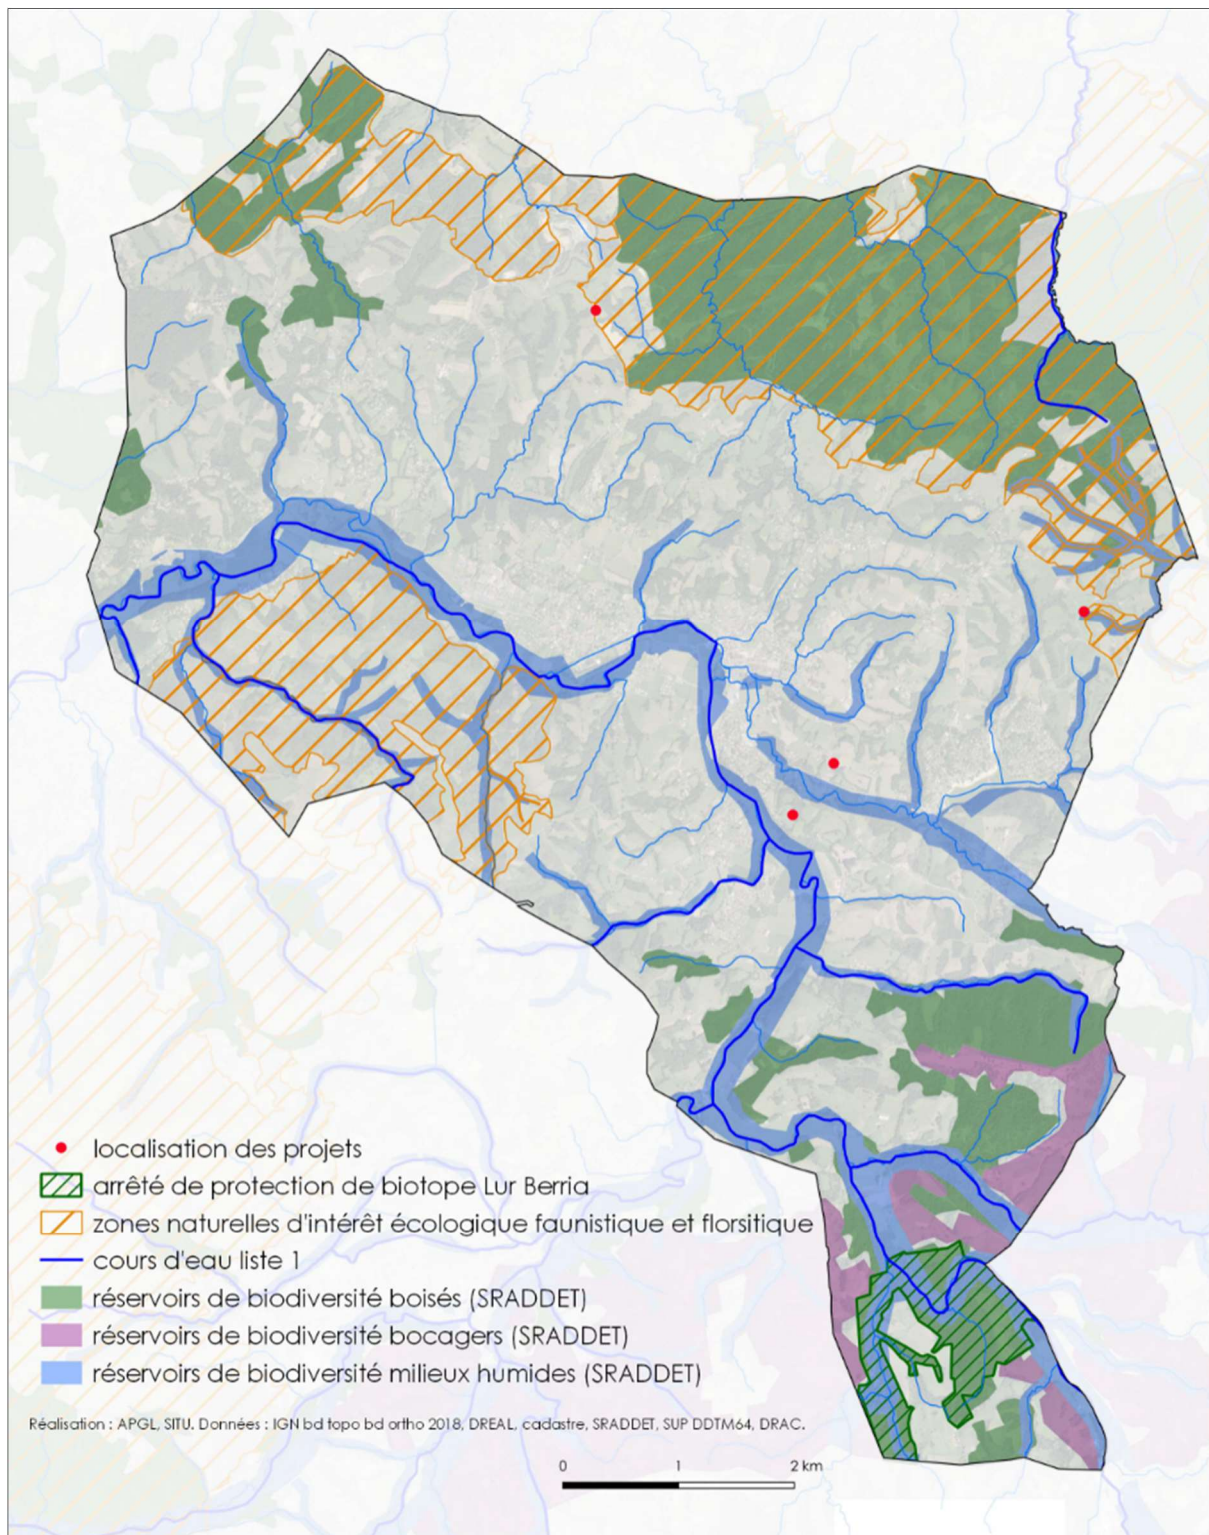 localisation des projets
arrêté de protection de biotope Lur Berria
zones naturelles d'intérêt écologique faunistique et florsitique
cours d'eau liste 1
réservoirs de biodiversité boisés (SRADDET)
réservoirs de biodiversité bocagers (SRADDET)
réservoirs de biodiversité milieux humides (SRADDET)
Réalisation : APGL, SITU. Données : IGN bd topo bd ortho 2018, DREAL, cadastre, SRADDET, SUP DDTM64, DRAC.
0 1 2 km